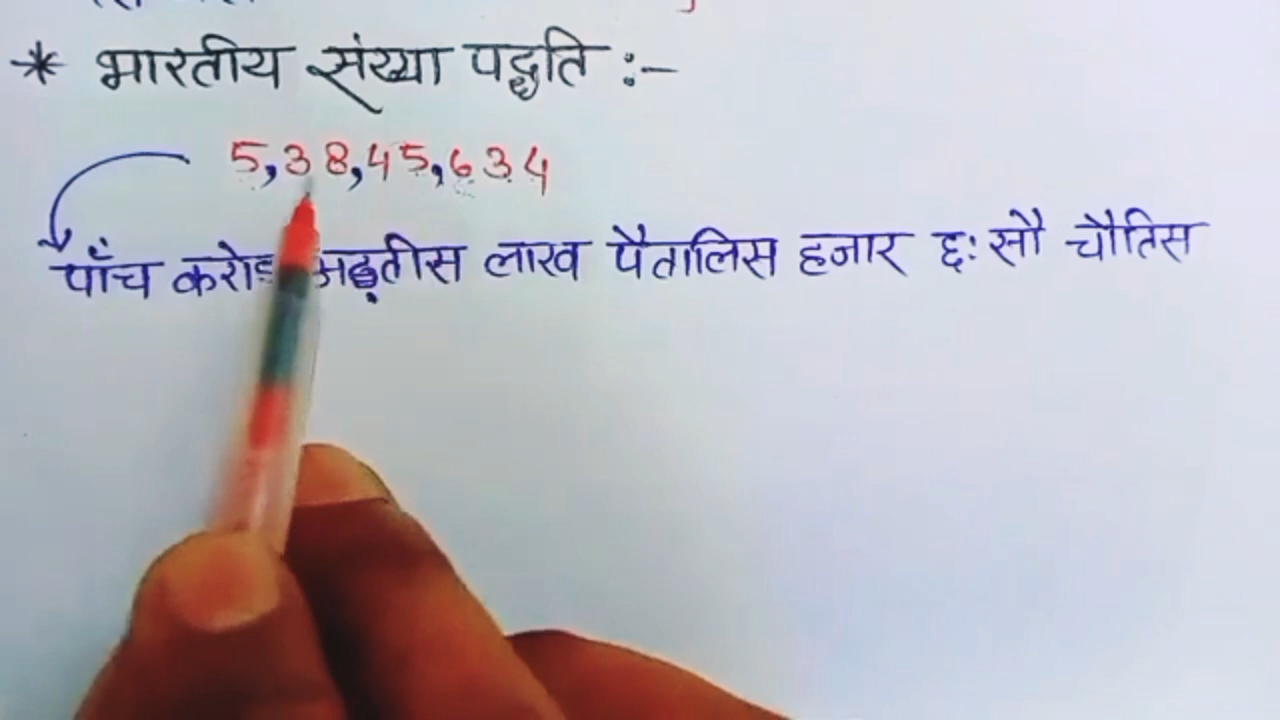 * भारतीय संख्या पद्धति :-
5,38,45,634
पाँच करोड़ अड़तीस लाख पैतालिस हजार छः सौ चौतिस